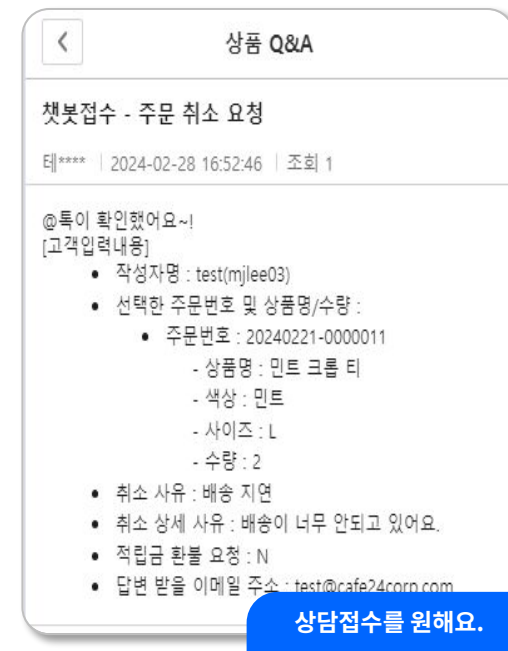 상품 Q&A
챗봇접수 - 주문 취소 요청
테**** | 2024-02-28 16:52:46 | 조회 1
@톡이 확인했어요~!
[고객입력내용]
• 작성자명 : test(mjlee03)
• 선택한 주문번호 및 상품명/수량 :
• 주문번호 : 20240221-0000011
- 상품명 : 민트 크롭 티
- 색상 : 민트
- 사이즈 : L
- 수량 : 2
• 취소 사유 : 배송 지연
• 취소 상세 사유 : 배송이 너무 안되고 있어요.
• 적립금 환불 요청 : N
• 답변 받을 이메일 주소 : test@cafe24corp.com
상담접수를 원해요.